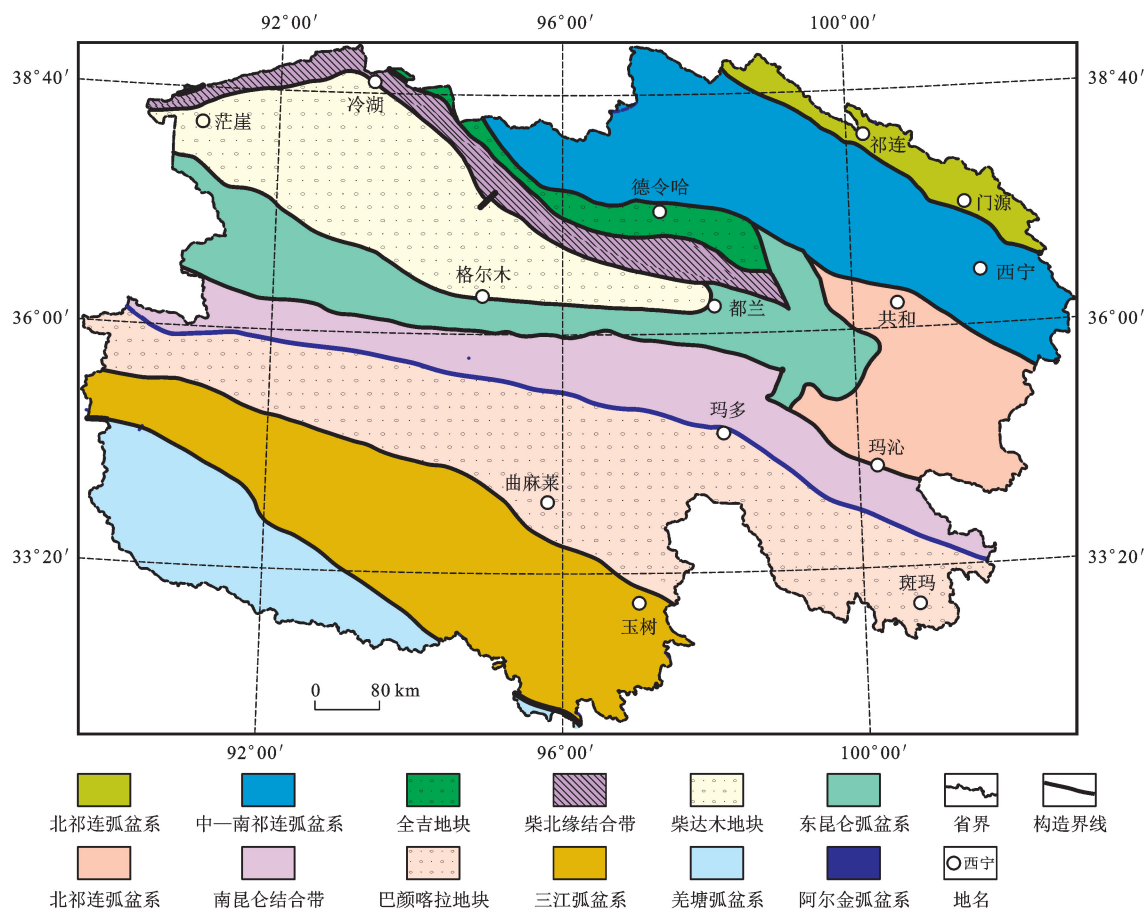 92°00′ 96°00′ 100°00′
38°40′ 38°40′
冷湖
茫崖
祁连
德令哈
门源
西宁
格尔木
都兰
共和
36°00′ 36°00′
玛多
玛沁
曲麻莱
33°20′ 33°20′
斑玛
玉树
0 80 km
92°00′ 96°00′ 100°00′
北祁连弧盆系 中—南祁连弧盆系 全吉地块 柴北缘结合带 柴达木地块 东昆仑弧盆系 省界 构造界线
西宁
北祁连弧盆系 南昆仑结合带 巴颜喀拉地块 三江弧盆系 羌塘弧盆系 阿尔金弧盆系 地名